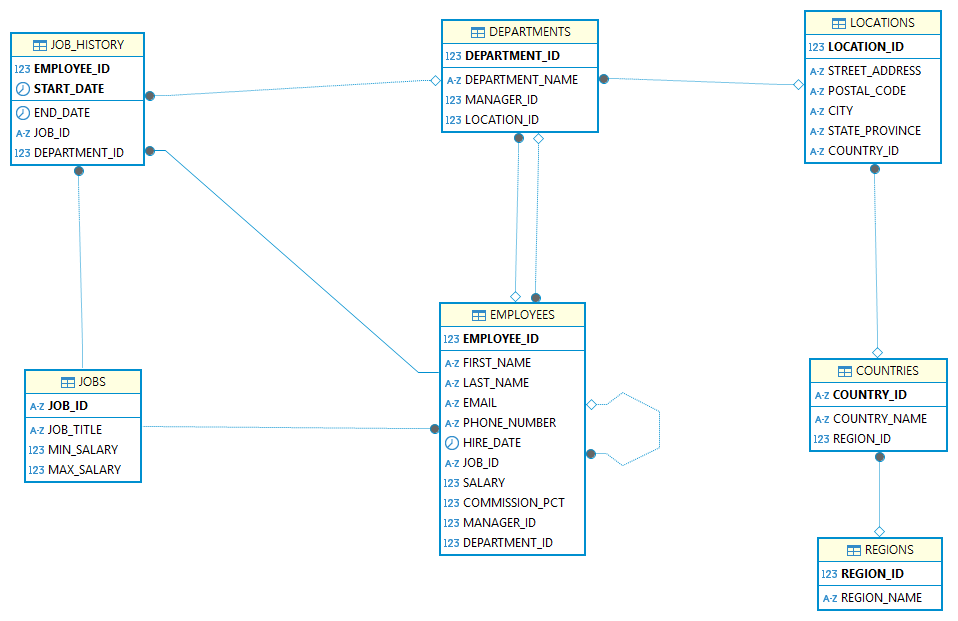 JOB_HISTORY
123 EMPLOYEE_ID
START_DATE
END_DATE
A-Z JOB_ID
123 DEPARTMENT_ID
DEPARTMENTS
123 DEPARTMENT_ID
A-Z DEPARTMENT_NAME
123 MANAGER_ID
123 LOCATION_ID
LOCATIONS
123 LOCATION_ID
A-Z STREET_ADDRESS
A-Z POSTAL_CODE
A-Z CITY
A-Z STATE_PROVINCE
A-Z COUNTRY_ID
JOBS
A-Z JOB_ID
A-Z JOB_TITLE
123 MIN_SALARY
123 MAX_SALARY
EMPLOYEES
123 EMPLOYEE_ID
A-Z FIRST_NAME
A-Z LAST_NAME
A-Z EMAIL
A-Z PHONE_NUMBER
HIRE_DATE
A-Z JOB_ID
123 SALARY
123 COMMISSION_PCT
123 MANAGER_ID
123 DEPARTMENT_ID
COUNTRIES
A-Z COUNTRY_ID
A-Z COUNTRY_NAME
123 REGION_ID
REGIONS
123 REGION_ID
A-Z REGION_NAME